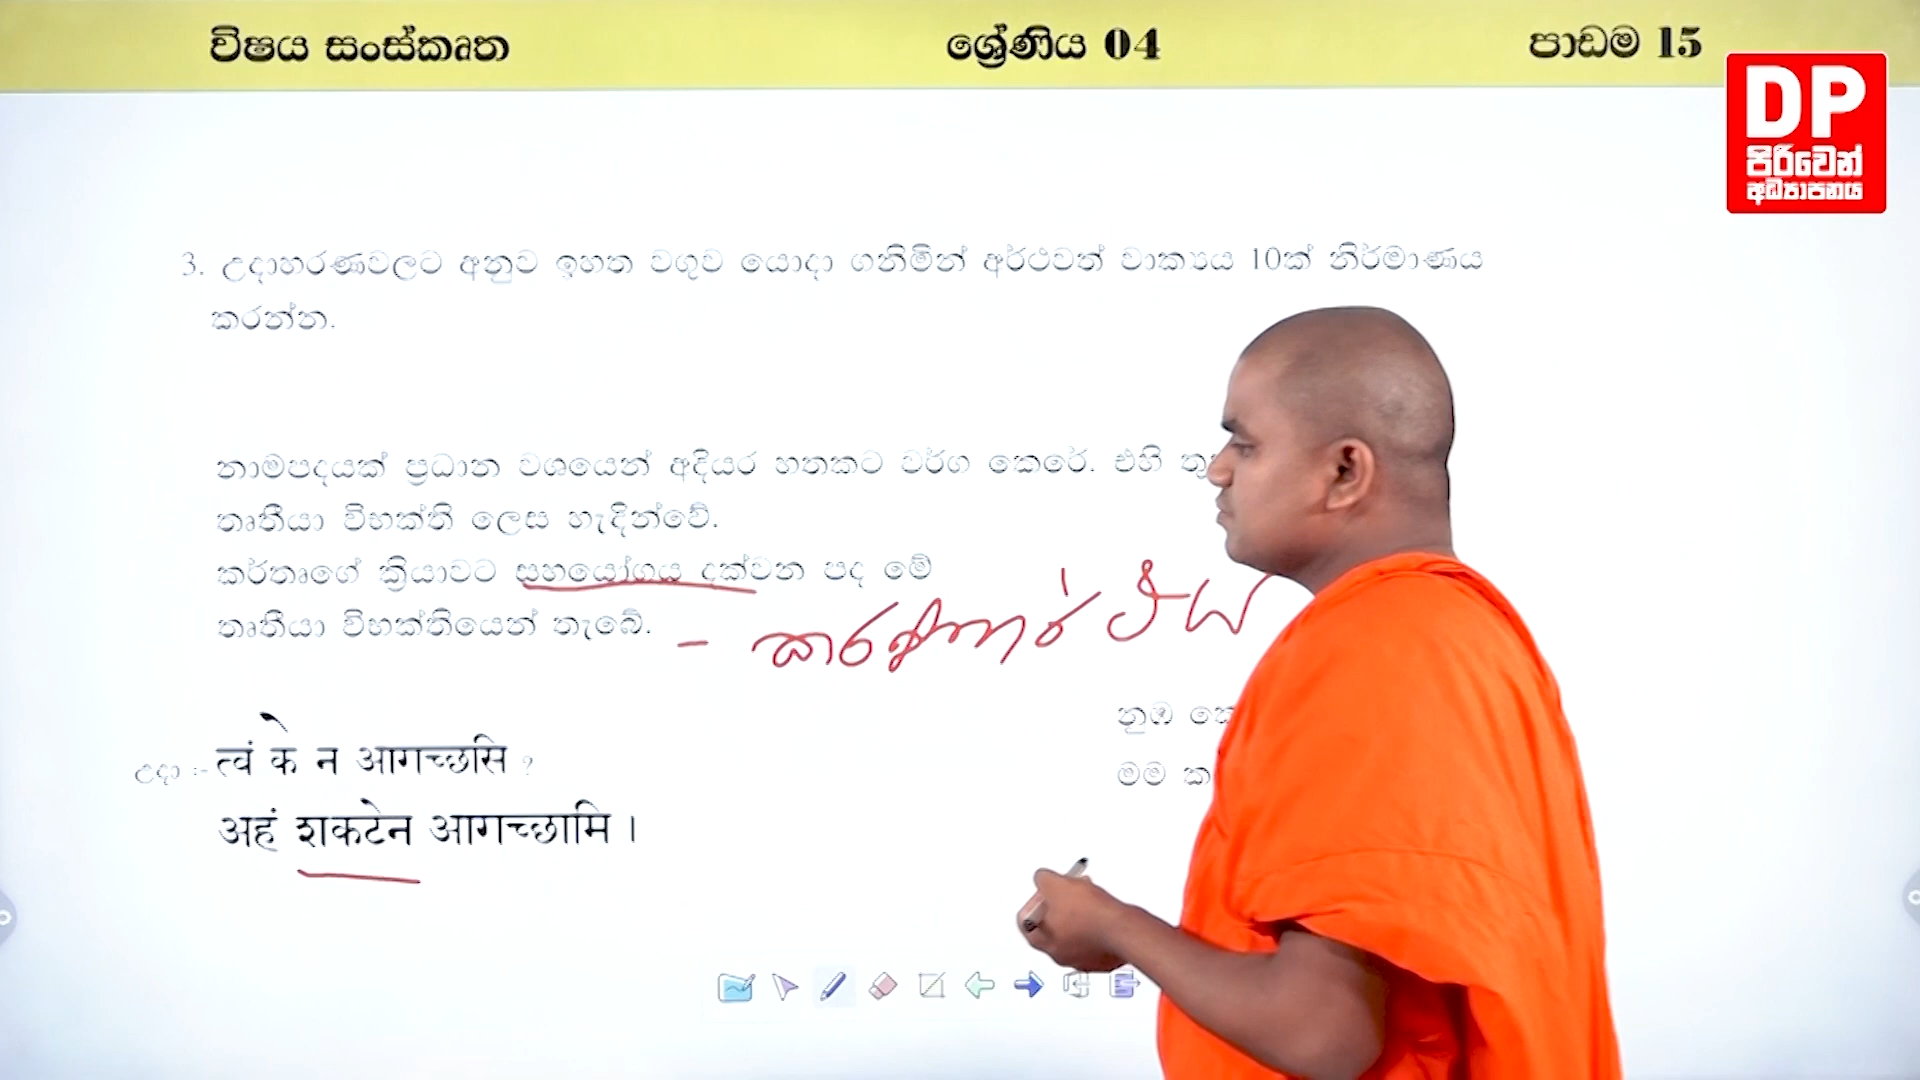 විෂය සංස්කෘත ශ්‍රේණිය 04 පාඩම 15
DP
පිරිවෙන්
අධ්‍යාපනය
3. උදාහරණවලට අනුව ඉහත වගුව යොදා ගනිමින් අර්ථවත් වාක්‍යය 10ක් නිර්මාණය
කරන්න.
නාමපදයක් ප්‍රධාන වශයෙන් අදියර හතකට වර්ග කෙරේ. එහි
තෘතීයා විභක්ති ලෙස හැඳින්වේ.
කර්තෘගේ ක්‍රියාවට සහයෝගය දක්වන පද මේ
තෘතීයා විභක්තියෙන් තැබේ. - කරණාර්ථය
නුඹ
උදා :- त्वं के न आगच्छसि ?
මම
अहं शकटेन आगच्छामि ।